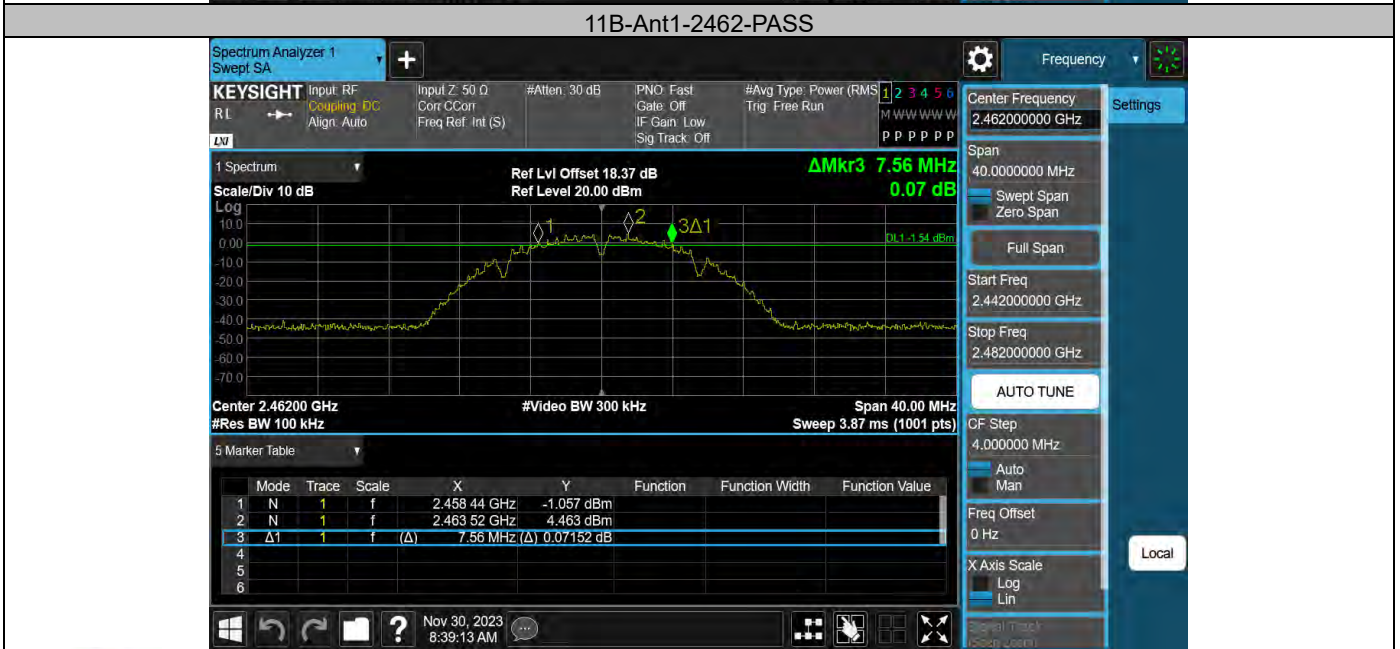 11B-Ant1-2462-PASS
Spectrum Analyzer 1
Swept SA
Frequency
Settings
KEYSIGHT
RL
LXI
Input: RF
Coupling: DC
Align: Auto
Input Z: 50 Ω
Corr CCorr
Freq Ref: Int (S)
#Atten: 30 dB
PNO: Fast
Gate: Off
IF Gain: Low
Sig Track: Off
#Avg Type: Power (RMS
Trig: Free Run
1 2 3 4 5 6
M W W W W W
P P P P P P
1 Spectrum
Scale/Div 10 dB
Ref Lvl Offset 18.37 dB
Ref Level 20.00 dBm
ΔMkr3 7.56 MHz
0.07 dB
Log
10.0
0.00
-10.0
-20.0
-30.0
-40.0
-50.0
-60.0
-70.0
1
2
3Δ1
DL1 -1.54 dBm
Center 2.46200 GHz
#Video BW 300 kHz
Span 40.00 MHz
#Res BW 100 kHz
Sweep 3.87 ms (1001 pts)
5 Marker Table
Mode Trace Scale X Y Function Function Width Function Value
1 N 1 f 2.458 44 GHz -1.057 dBm
2 N 1 f 2.463 52 GHz 4.463 dBm
3 Δ1 1 f (Δ) 7.56 MHz (Δ) 0.07152 dB
4
5
6
Center Frequency
2.462000000 GHz
Span
40.0000000 MHz
Swept Span
Zero Span
Full Span
Start Freq
2.442000000 GHz
Stop Freq
2.482000000 GHz
AUTO TUNE
CF Step
4.000000 MHz
Auto
Man
Freq Offset
0 Hz
X Axis Scale
Log
Lin
Local
?
Nov 30, 2023
8:39:13 AM